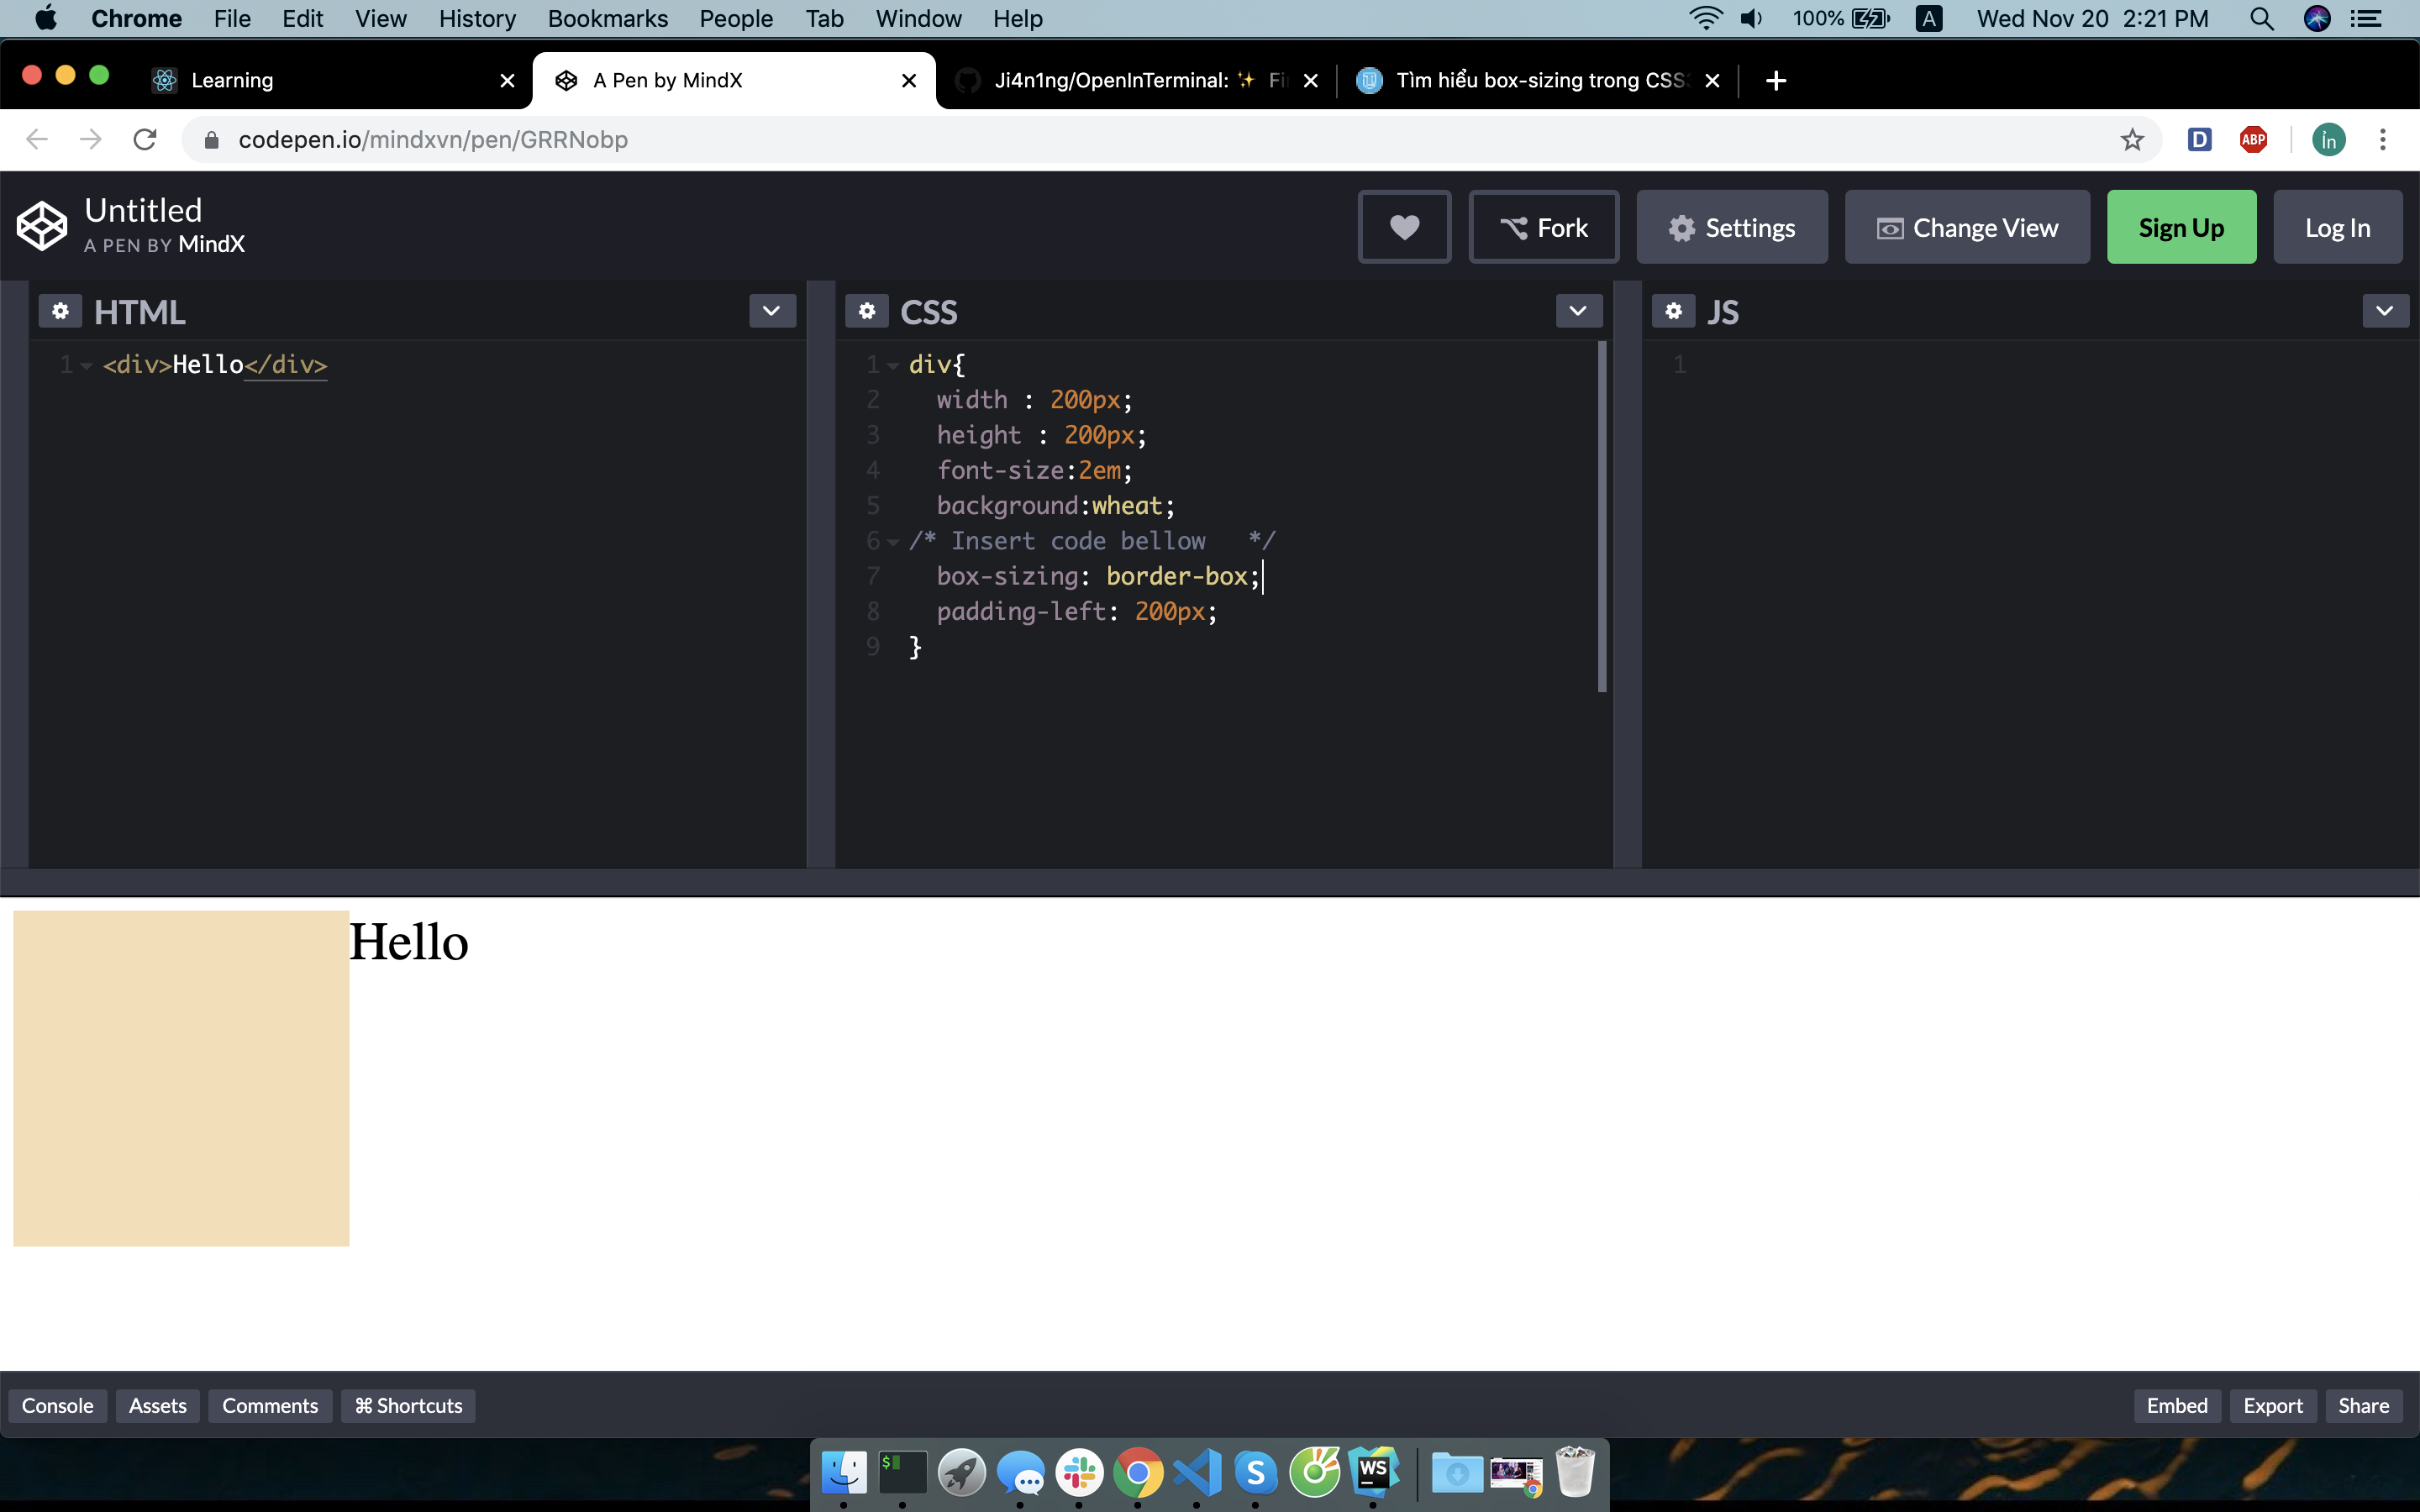 Chrome File Edit View History Bookmarks People Tab Window Help 100% A Wed Nov 20 2:21 PM
Learning A Pen by MindX Ji4n1ng/OpenInTerminal: ✨ Fi Tìm hiểu box-sizing trong CSS
codepen.io/mindxvn/pen/GRRNobp D ABP in
Untitled
A PEN BY MindX
Fork Settings Change View Sign Up Log In
HTML
1 <div>Hello</div>
CSS
1 div{
2 width : 200px;
3 height : 200px;
4 font-size:2em;
5 background:wheat;
6 /* Insert code bellow */
7 box-sizing: border-box;
8 padding-left: 200px;
9 }
JS
1
Hello
Console Assets Comments ⌘ Shortcuts Embed Export Share
$ S WS